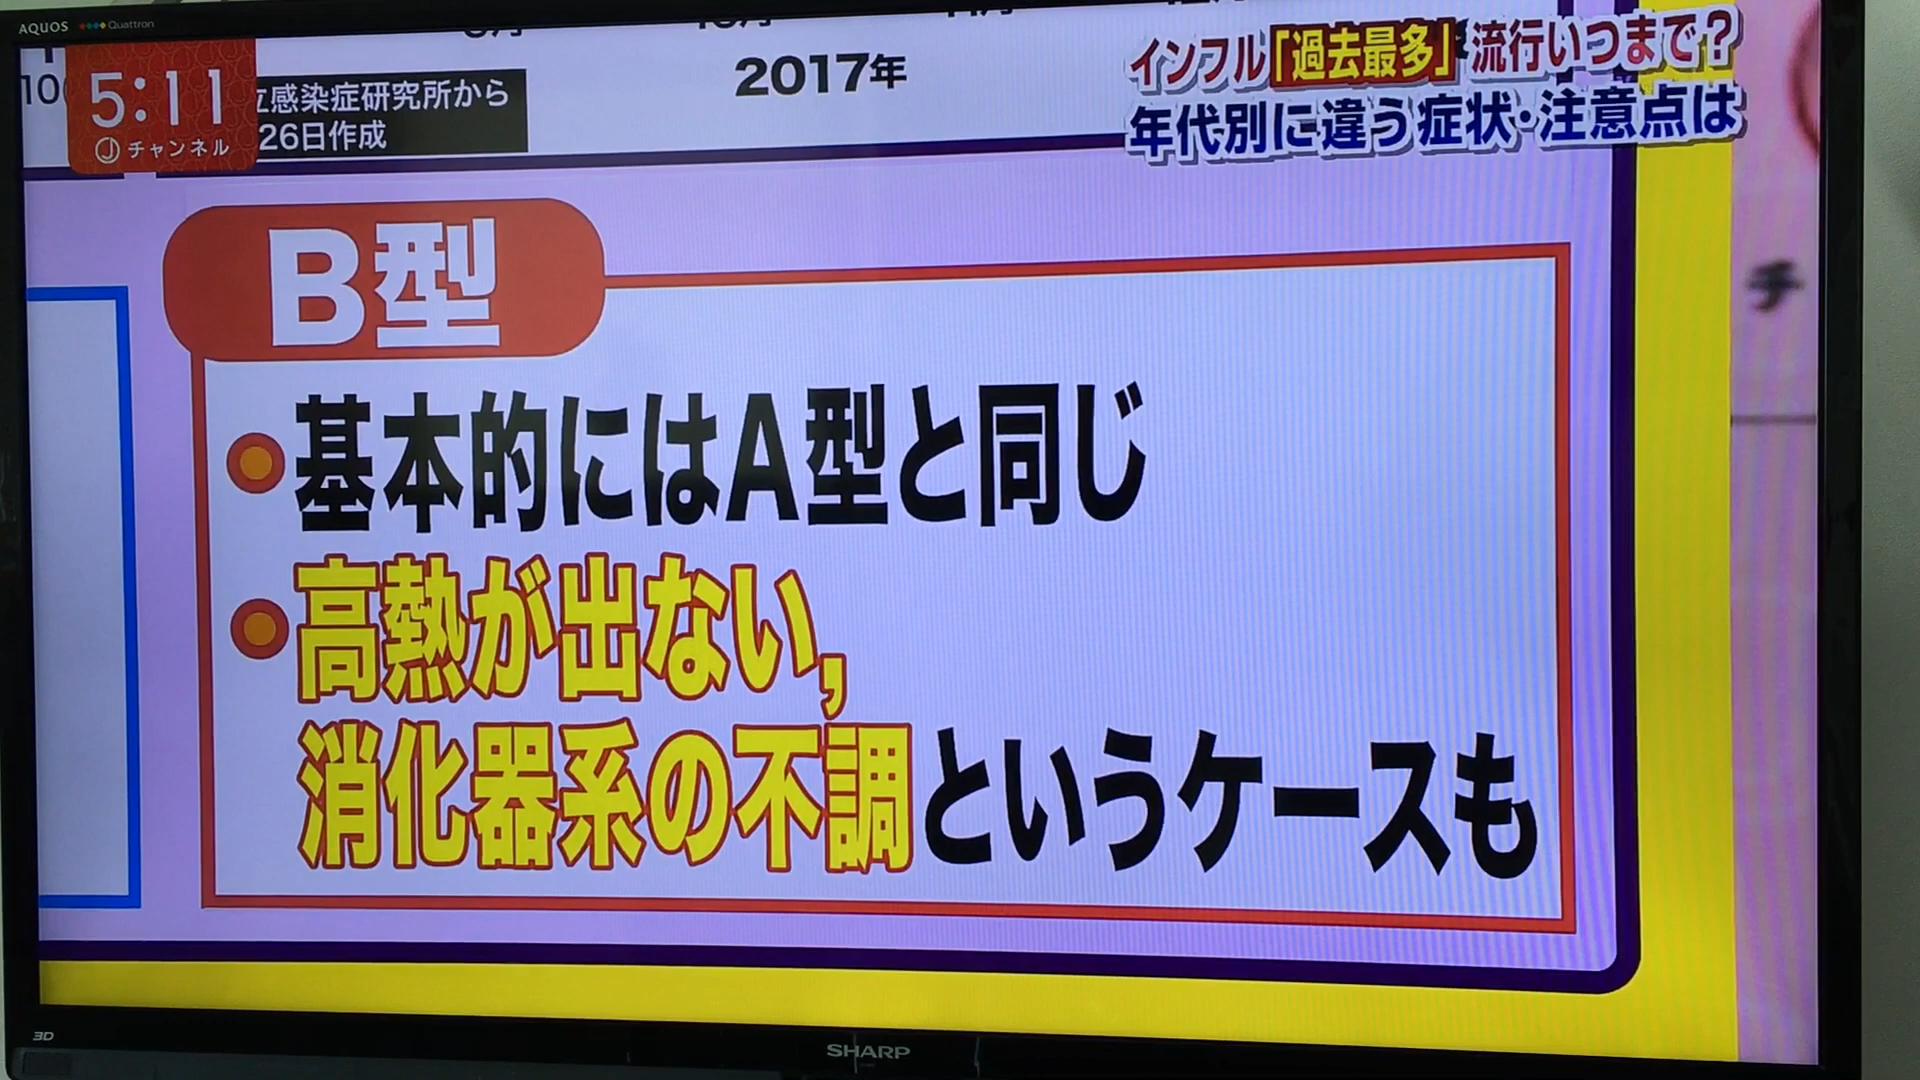 AQUOS Quattron
5:11
Jチャンネル
立感染症研究所から
26日作成
2017年
インフル「過去最多」流行いつまで?
年代別に違う症状・注意点は
B型
基本的にはA型と同じ
高熱が出ない,
消化器系の不調というケースも
チ
3D
SHARP